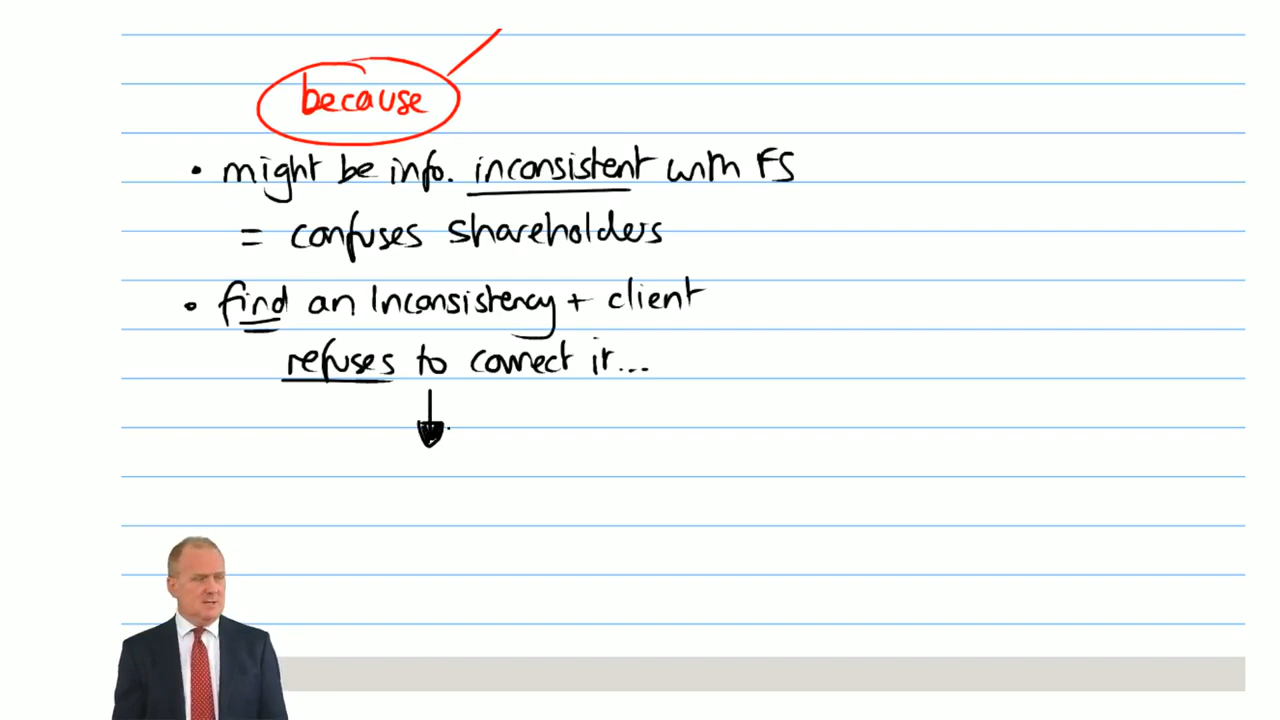 because
• might be info. inconsistent with FS
= confuses shareholders
• find an Inconsistency + client
refuses to correct it...